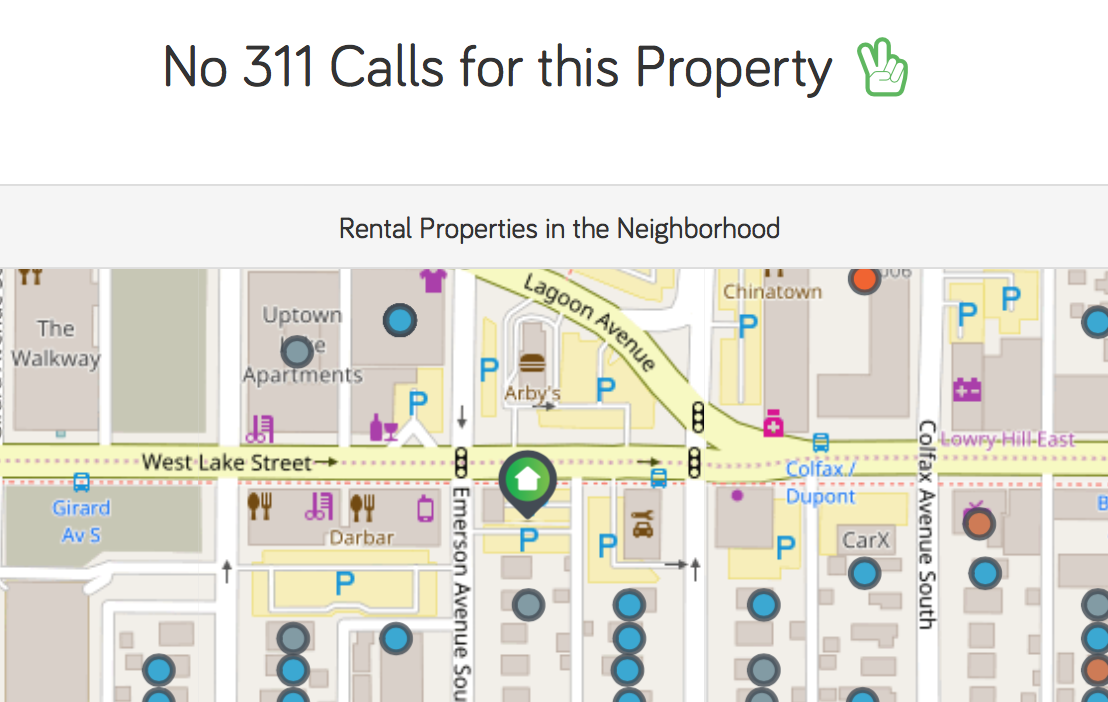 No 311 Calls for this Property
Rental Properties in the Neighborhood
Lagoon Avenue
Chinatown
The
Walkway
Uptown
Apartments
P
P
P
P
P
P
Arby's
West Lake Street
Lowry Hill East
Colfax /
Dupont
Girard
Av S
Darbar
Emerson Avenue Sou
Colfax Avenue South
CarX
P
P
P
P